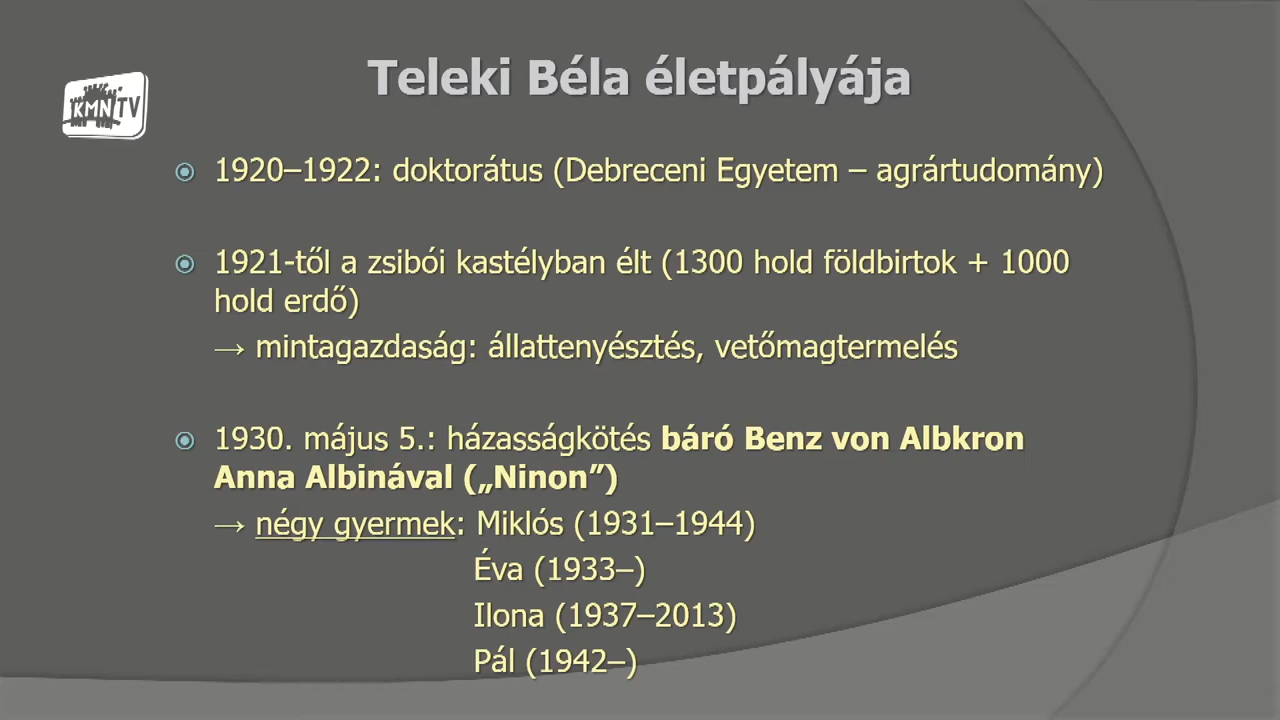 Teleki Béla életpályája
KMN TV
1920–1922: doktorátus (Debreceni Egyetem – agrártudomány)
1921-től a zsibói kastélyban élt (1300 hold földbirtok + 1000
hold erdő)
→ mintagazdaság: állattenyésztés, vetőmagtermelés
1930. május 5.: házasságkötés báró Benz von Albkron
Anna Albinával („Ninon”)
→ négy gyermek: Miklós (1931–1944)
Éva (1933–)
Ilona (1937–2013)
Pál (1942–)